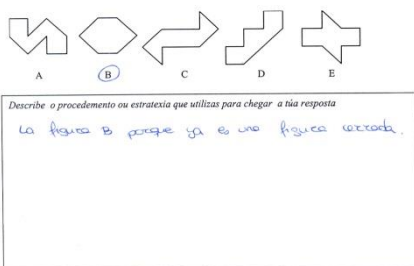 A B C D E
Describe o procedemento ou estratexia que utilizas para chegar a túa resposta
La figura B porque ya es una figura cerrada.